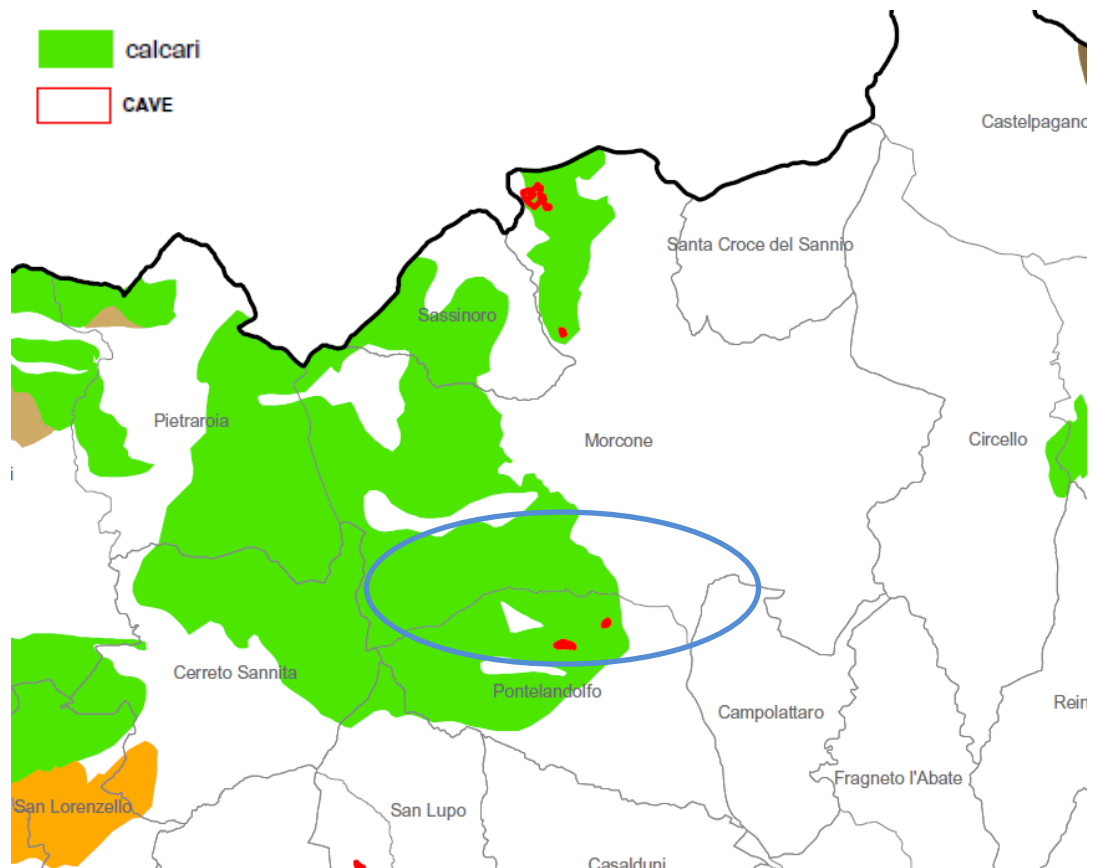 calcari
CAVE
Castelpagano
Santa Croce del Sannio
Sassinoro
Pietraroia
Morcone
Circello
i
Cerreto Sannita
Pontelandolfo
Campolattaro
Rein
Fragneto l'Abate
San Lorenzello
San Lupo
Casalduni